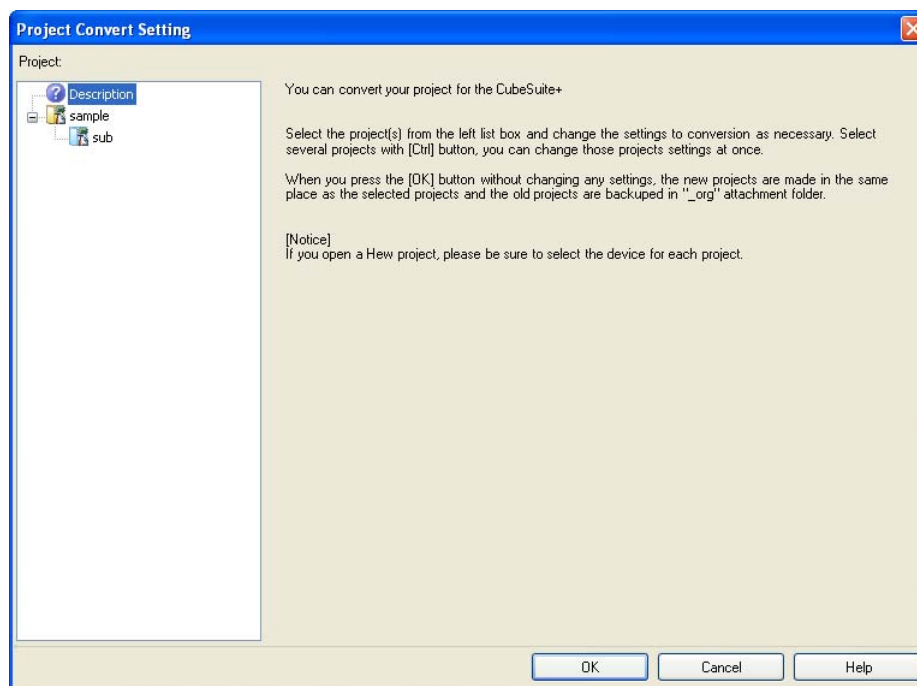 Project Convert Setting
Project:
Description
sample
sub
You can convert your project for the CubeSuite+
Select the project(s) from the left list box and change the settings to conversion as necessary. Select
several projects with [Ctrl] button, you can change those projects settings at once.
When you press the [OK] button without changing any settings, the new projects are made in the same
place as the selected projects and the old projects are backuped in "_org" attachment folder.
[Notice]
If you open a Hew project, please be sure to select the device for each project.
OK
Cancel
Help